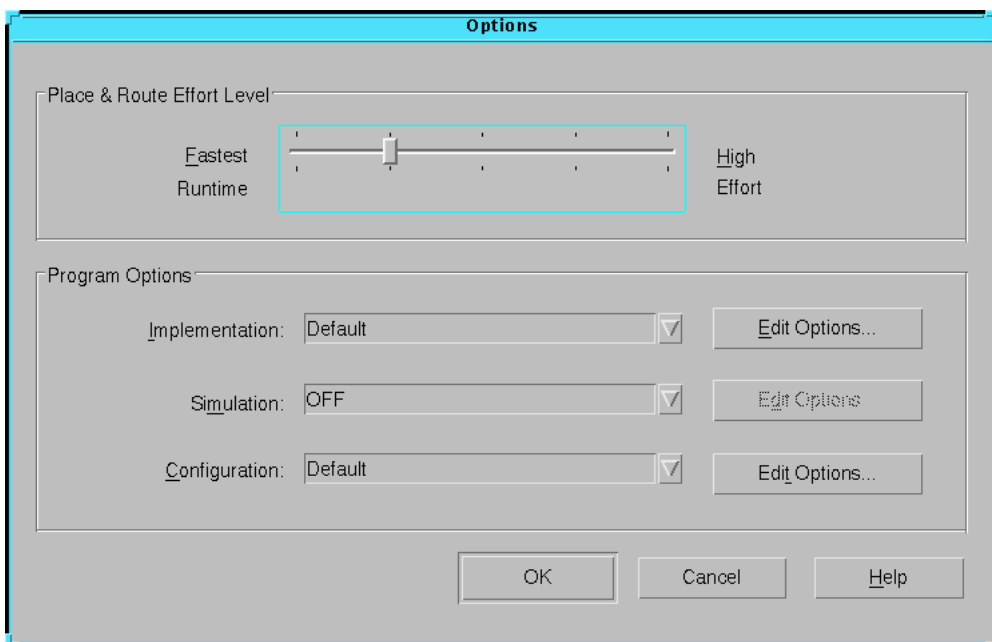 Options
Place & Route Effort Level
Fastest
Runtime
High
Effort
Program Options
Implementation: Default Edit Options...
Simulation: OFF Edit Options
Configuration: Default Edit Options...
OK Cancel Help